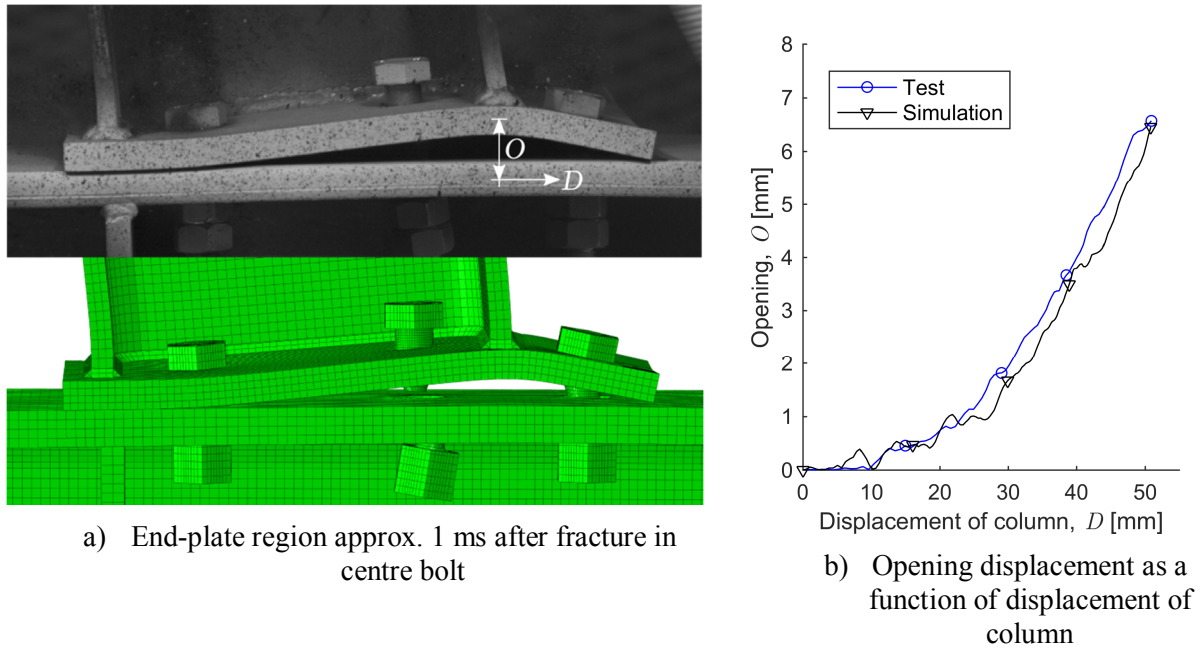 O
D
a) End-plate region approx. 1 ms after fracture in
centre bolt
8
7
6
5
4
3
2
1
0
Opening, O [mm]
Test
Simulation
0 10 20 30 40 50
Displacement of column, D [mm]
b) Opening displacement as a
function of displacement of
column